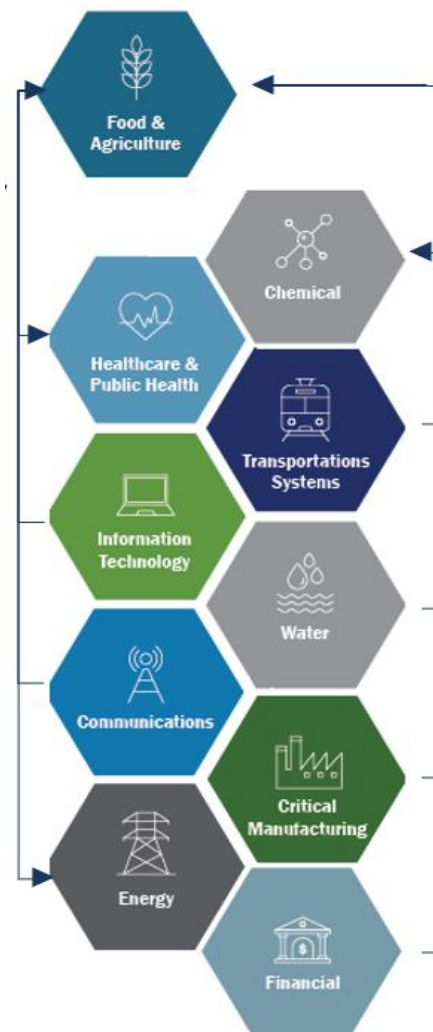 Food &
Agriculture
Chemical
Healthcare &
Public Health
Transportations
Systems
Information
Technology
Water
Communications
Critical
Manufacturing
Energy
$
Financial